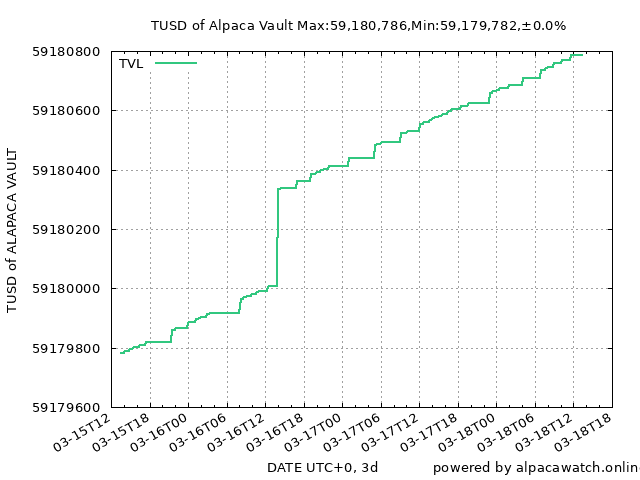 TUSD of Alpaca Vault Max:59,180,786,Min:59,179,782,±0.0%
TVL
TUSD of ALAPACA VAULT
59180800
59180600
59180400
59180200
59180000
59179800
59179600
03-15T12
03-15T18
03-16T00
03-16T06
03-16T12
03-16T18
03-17T00
03-17T06
03-17T12
03-17T18
03-18T00
03-18T06
03-18T12
03-18T18
DATE UTC+0, 3d
powered by alpacawatch.onlin